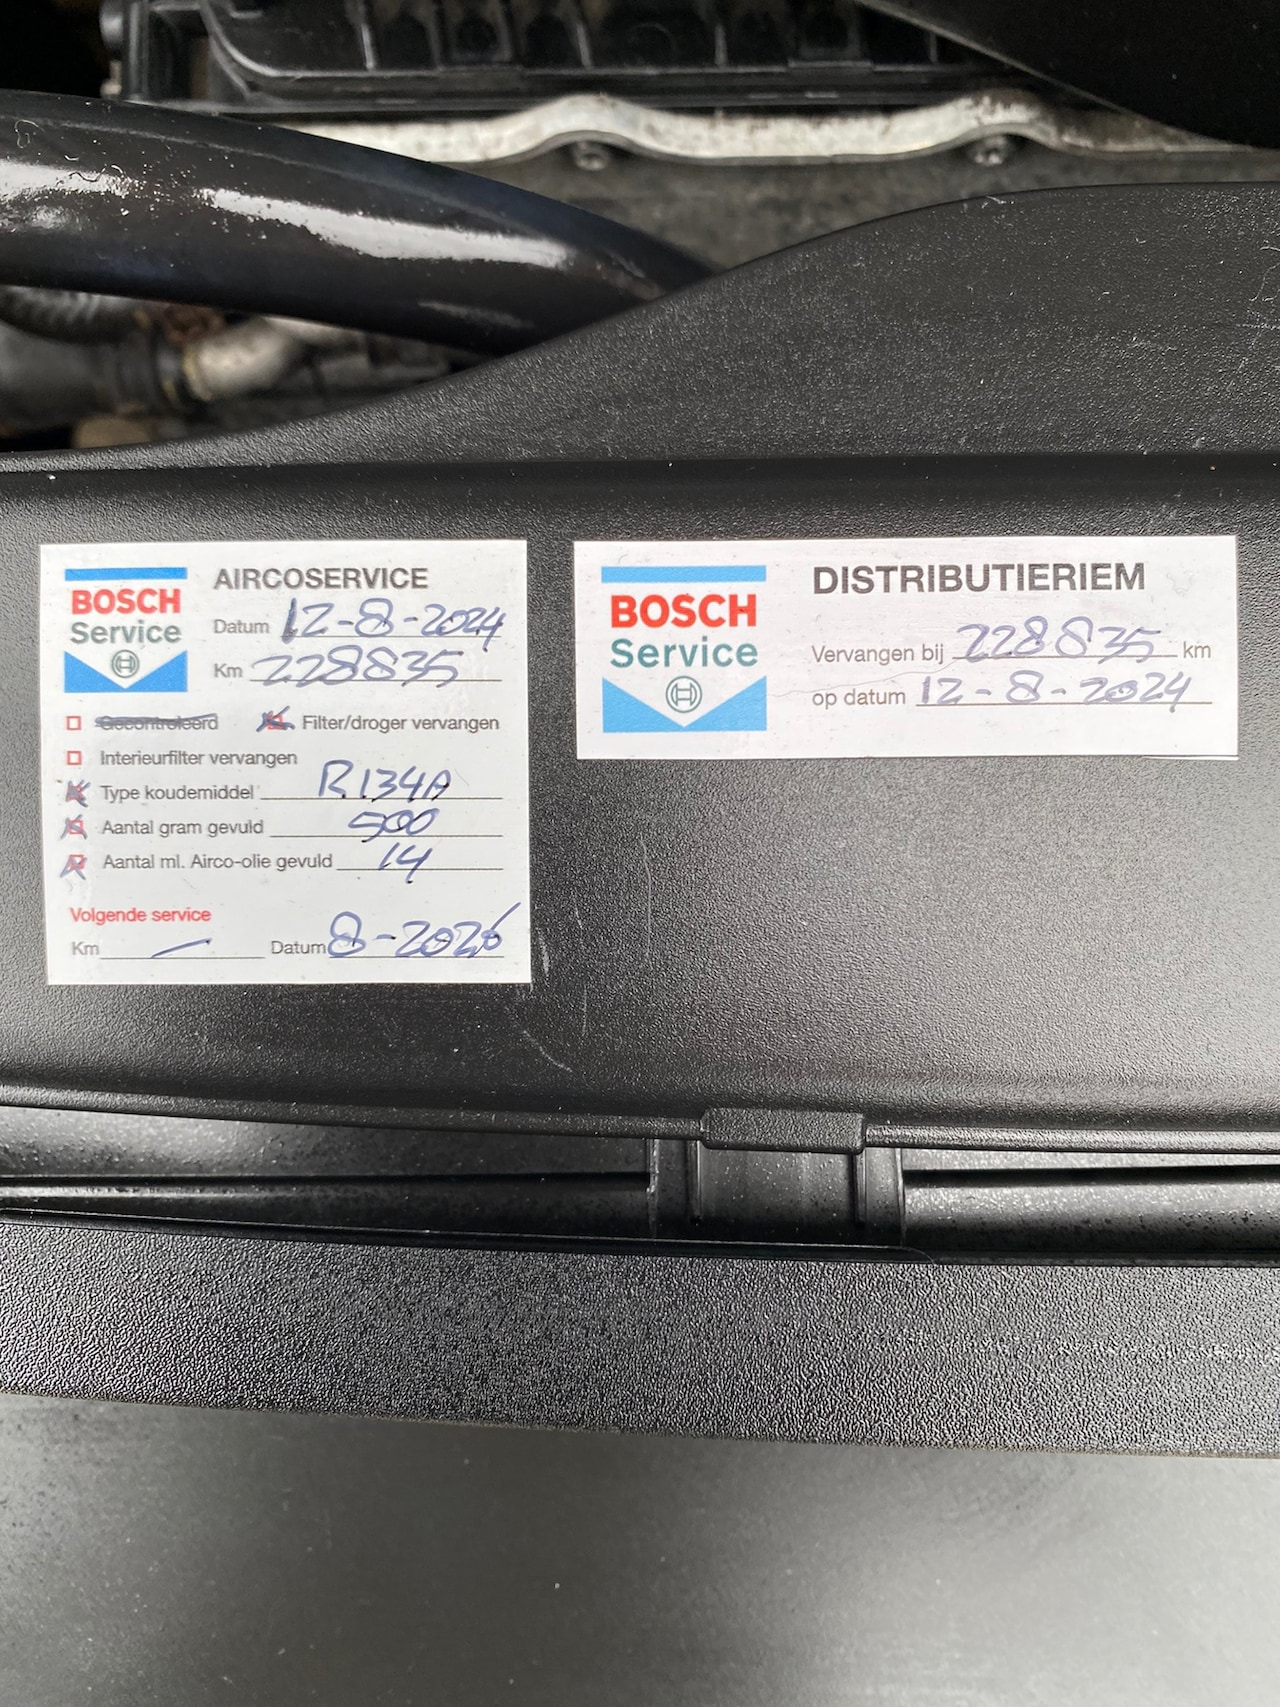 BOSCH
Service
AIRCOSERVICE
Datum 12-8-2024
Km 228835
Gecontroleerd Filter/droger vervangen
Interieurfilter vervangen
Type koudemiddel R134A
Aantal gram gevuld 500
Aantal ml. Airco-olie gevuld 14
Volgende service
Km — Datum 8-2026
BOSCH
Service
DISTRIBUTIERIEM
Vervangen bij 228835 km
op datum 12-8-2024